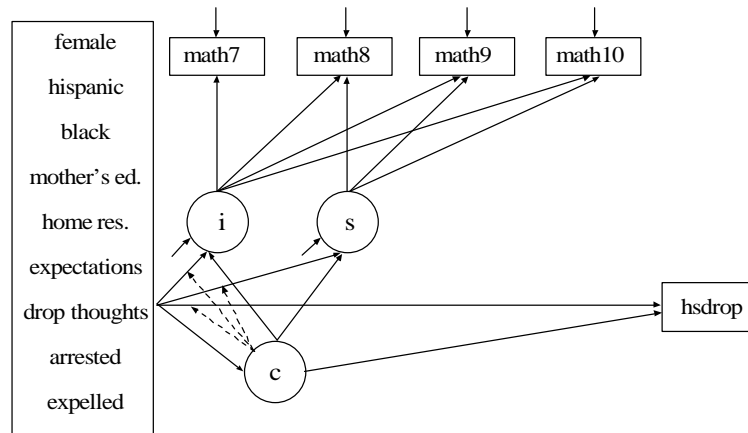 female
hispanic
black
mother's ed.
home res.
expectations
drop thoughts
arrested
expelled
math7
math8
math9
math10
i
s
c
hsdrop